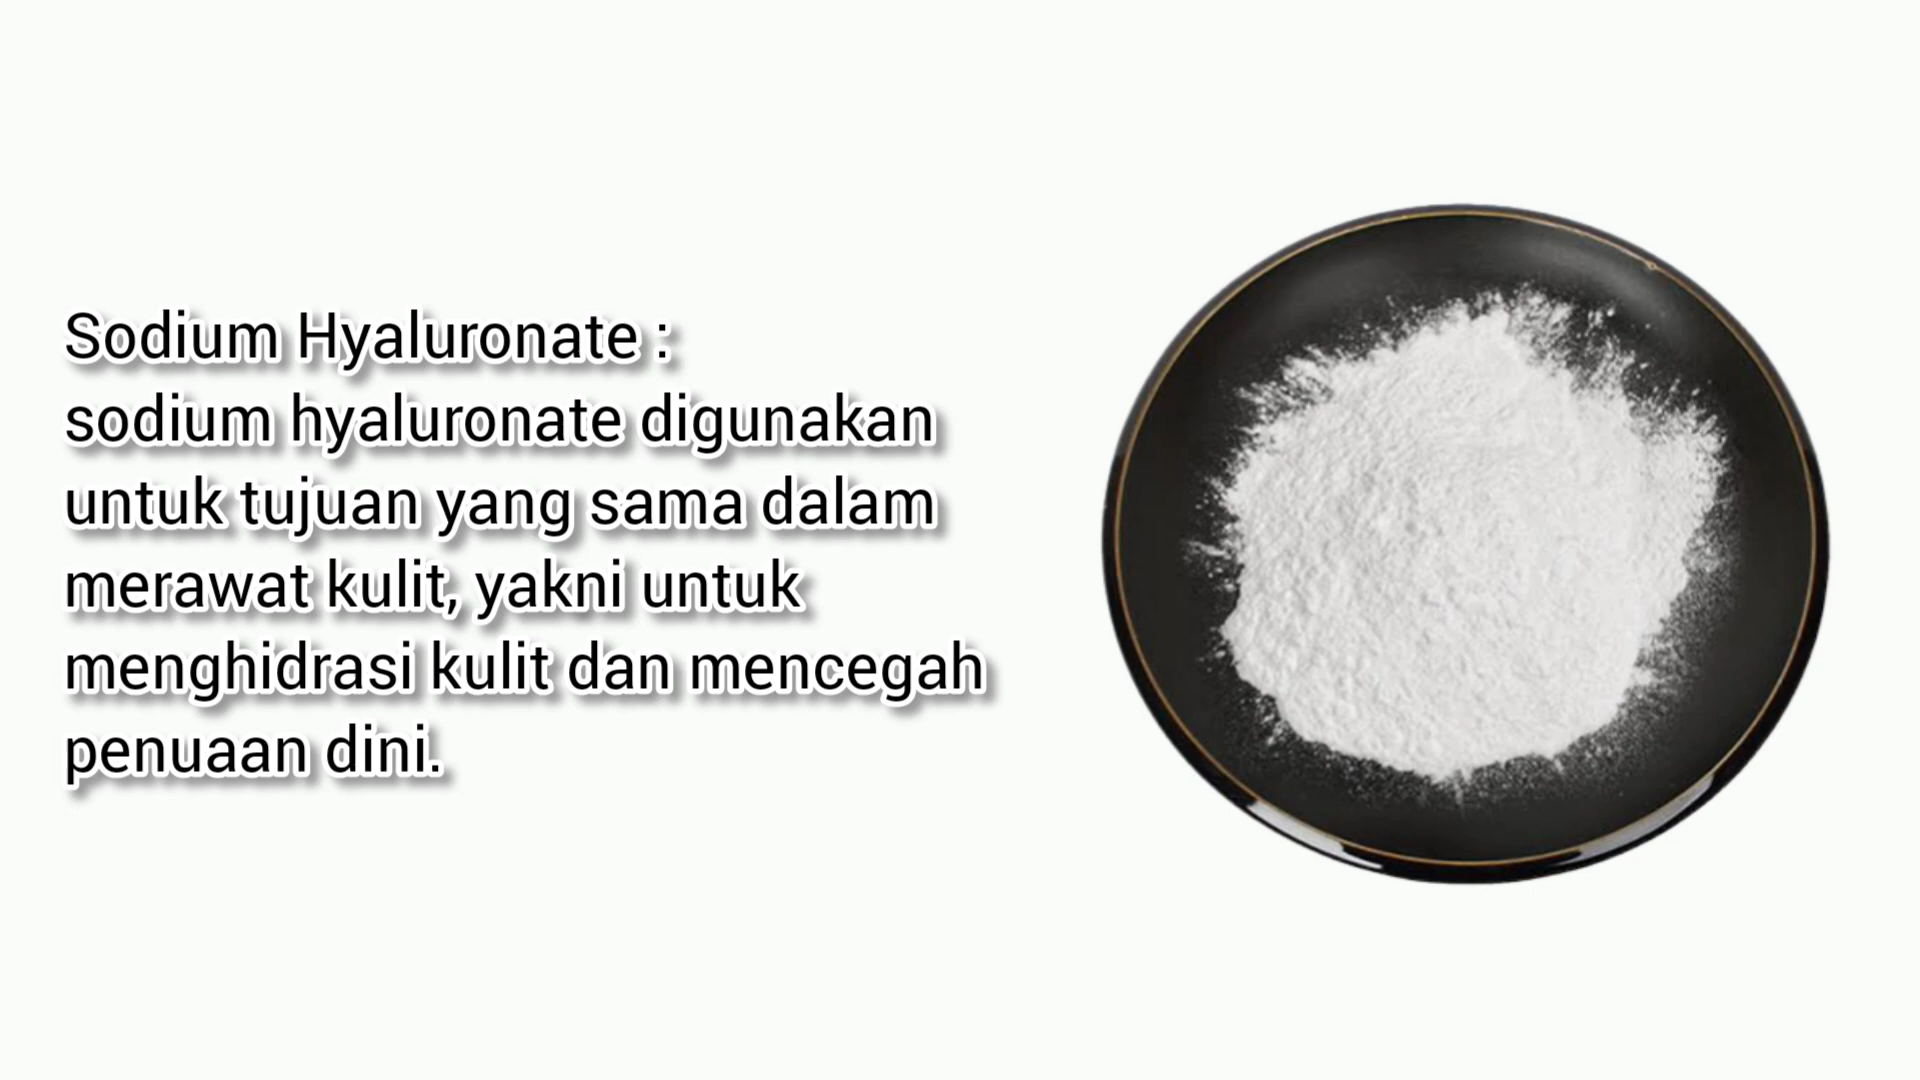 Sodium Hyaluronate :
sodium hyaluronate digunakan
untuk tujuan yang sama dalam
merawat kulit, yakni untuk
menghidrasi kulit dan mencegah
penuaan dini.